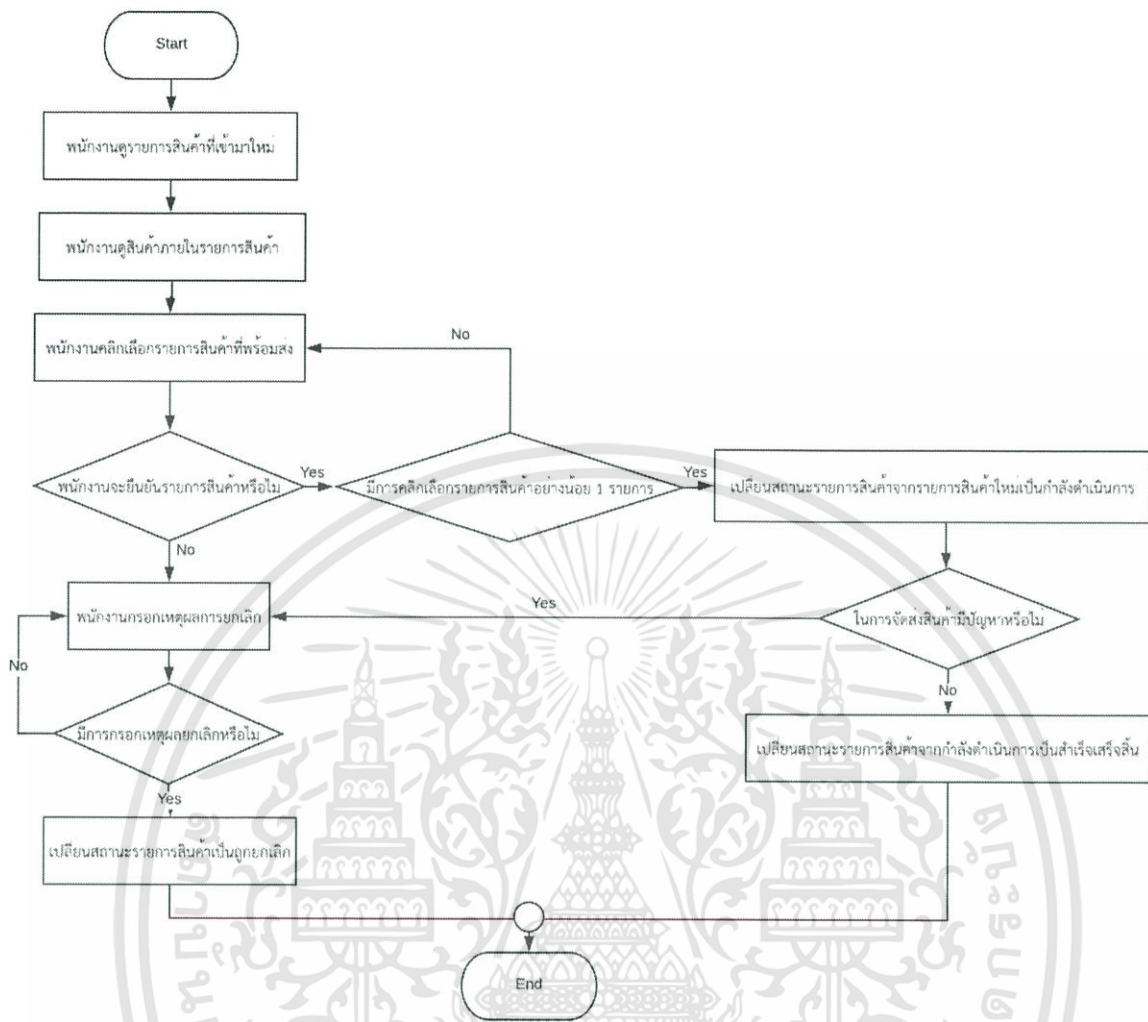 Start
พนักงานดูรายการสินค้าที่เข้ามาใหม่
พนักงานดูสินค้าภายในรายการสินค้า
พนักงานคลิกเลือกรายการสินค้าที่พร้อมส่ง
No
พนักงานจะยืนยันรายการสินค้าหรือไม่
Yes
มีการคลิกเลือกรายการสินค้าอย่างน้อย 1 รายการ
Yes
เปลี่ยนสถานะรายการสินค้าจากรายการสินค้าใหม่เป็นกำลังดำเนินการ
No
พนักงานกรอกเหตุผลการยกเลิก
Yes
ในการจัดส่งสินค้ามีปัญหาหรือไม่
No
No
มีการกรอกเหตุผลยกเลิกหรือไม่
เปลี่ยนสถานะรายการสินค้าจากกำลังดำเนินการเป็นสำเร็จเสร็จสิ้น
Yes
เปลี่ยนสถานะรายการสินค้าเป็นถูกยกเลิก
End